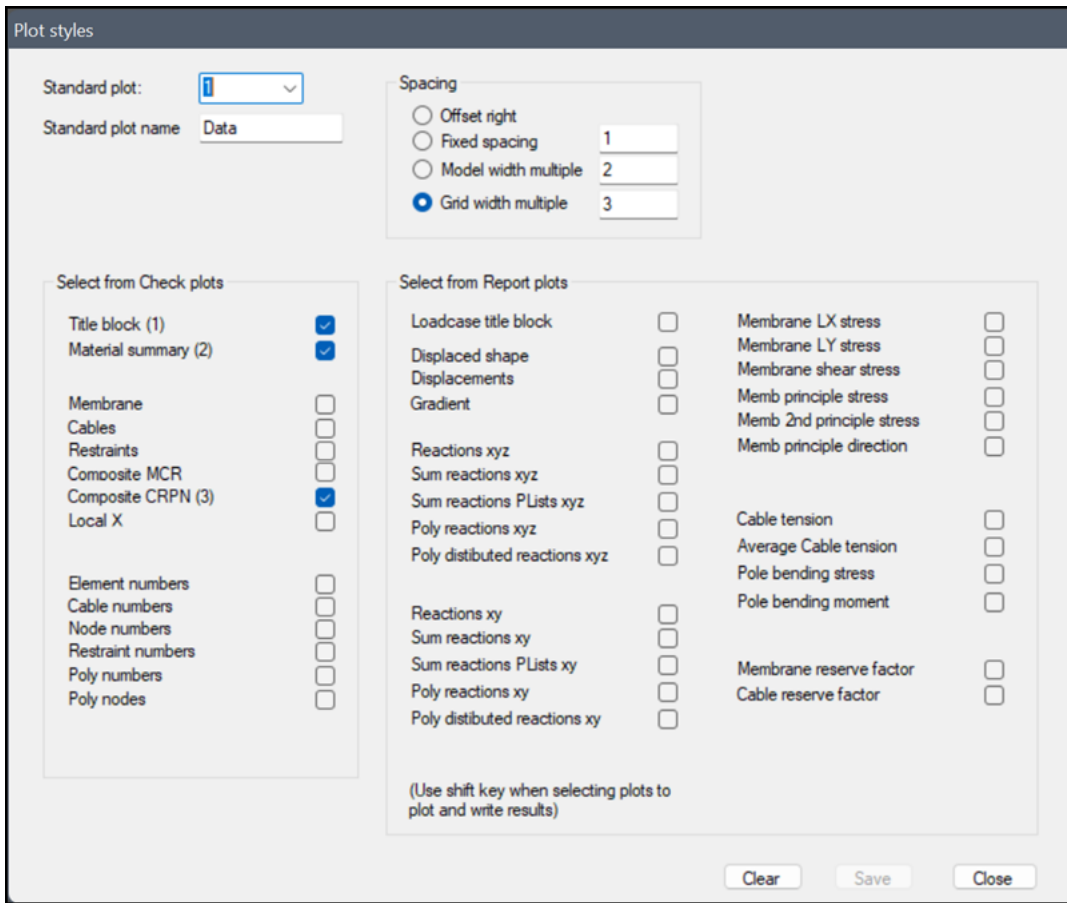 Plot styles
Standard plot:
1
Standard plot name
Data
Spacing
Offset right
Fixed spacing
1
Model width multiple
2
Grid width multiple
3
Select from Check plots
Title block (1)
Material summary (2)
Membrane
Cables
Restraints
Composite MCR
Composite CRPN (3)
Local X
Element numbers
Cable numbers
Node numbers
Restraint numbers
Poly numbers
Poly nodes
Select from Report plots
Loadcase title block
Displaced shape
Displacements
Gradient
Reactions xyz
Sum reactions xyz
Sum reactions PLists xyz
Poly reactions xyz
Poly distibuted reactions xyz
Reactions xy
Sum reactions xy
Sum reactions PLists xy
Poly reactions xy
Poly distibuted reactions xy
(Use shift key when selecting plots to
plot and write results)
Membrane LX stress
Membrane LY stress
Membrane shear stress
Memb principle stress
Memb 2nd principle stress
Memb principle direction
Cable tension
Average Cable tension
Pole bending stress
Pole bending moment
Membrane reserve factor
Cable reserve factor
Clear
Save
Close